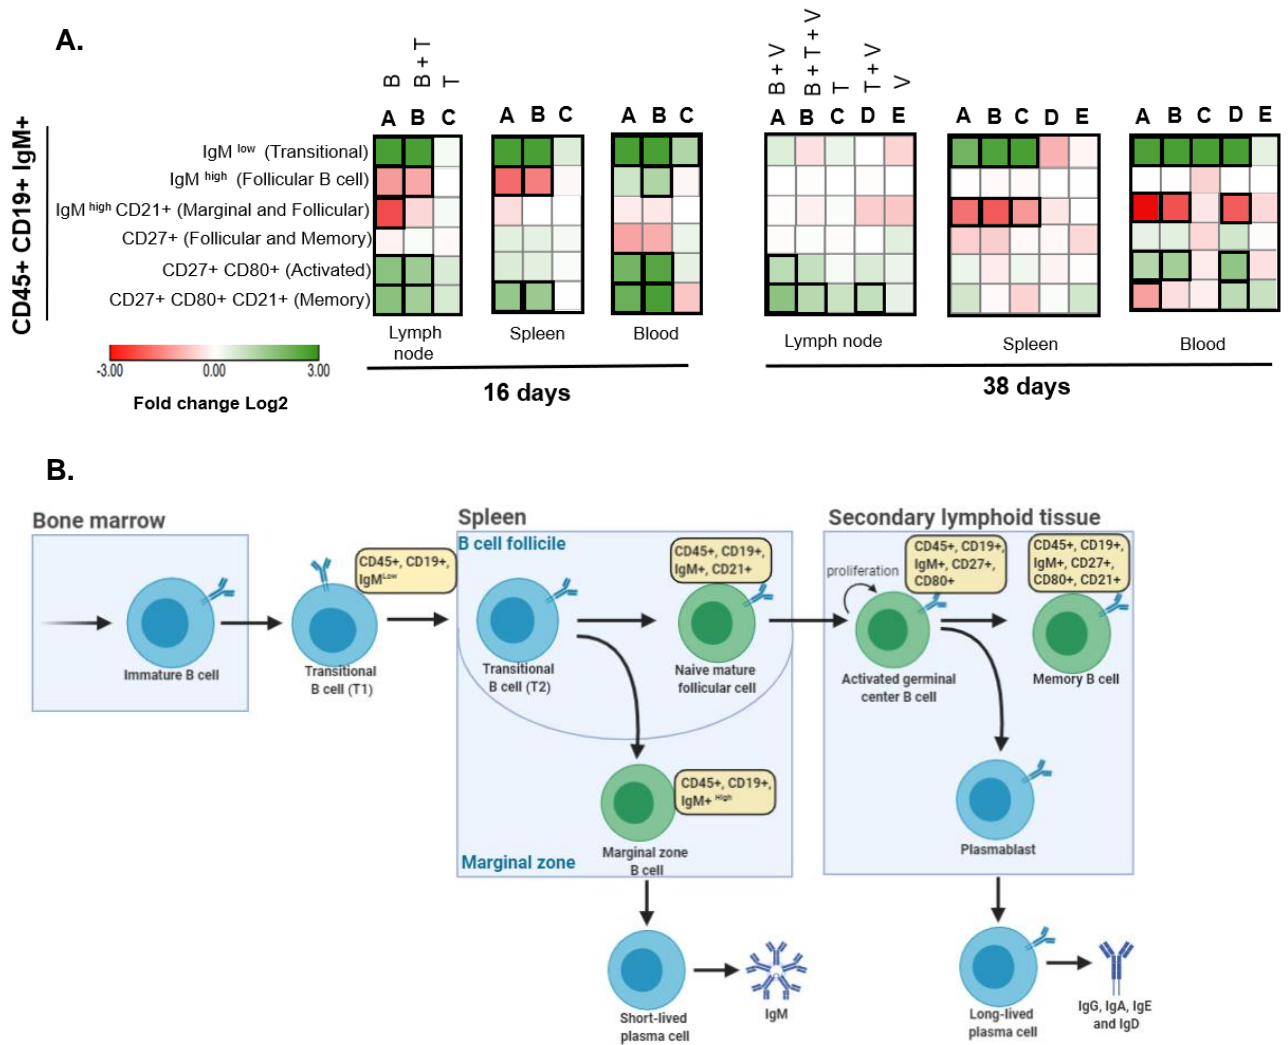 A.
B
B + T
T
B + V
B + T + V
T
T + V
V
A B C
A B C
A B C
A B C D E
A B C D E
A B C D E
CD45+ CD19+ IgM+
IgM low (Transitional)
IgM high (Follicular B cell)
IgM high CD21+ (Marginal and Follicular)
CD27+ (Follicular and Memory)
CD27+ CD80+ (Activated)
CD27+ CD80+ CD21+ (Memory)
Lymph
node
Spleen
Blood
Lymph node
Spleen
Blood
-3.00 0.00 3.00
Fold change Log2
16 days
38 days
B.
Bone marrow
Immature B cell
CD45+, CD19+,
IgMLow
Transitional
B cell (T1)
Spleen
B cell follicile
Transitional
B cell (T2)
CD45+, CD19+,
IgM+, CD21+
Naive mature
follicular cell
CD45+, CD19+,
IgM+ High
Marginal zone
B cell
Marginal zone
Short-lived
plasma cell
IgM
Secondary lymphoid tissue
proliferation
CD45+, CD19+,
IgM+, CD27+,
CD80+
Activated germinal
center B cell
CD45+, CD19+,
IgM+, CD27+,
CD80+, CD21+
Memory B cell
Plasmablast
Long-lived
plasma cell
IgG, IgA, IgE
and IgD